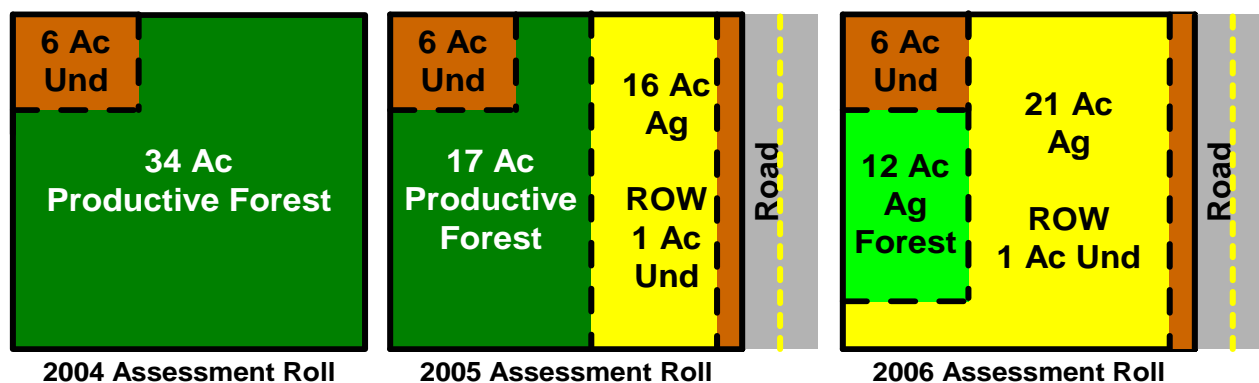 6 Ac
Und
34 Ac
Productive Forest
2004 Assessment Roll
6 Ac
Und
17 Ac
Productive
Forest
16 Ac
Ag
ROW
1 Ac
Und
Road
2005 Assessment Roll
6 Ac
Und
12 Ac
Ag
Forest
21 Ac
Ag
ROW
1 Ac Und
Road
2006 Assessment Roll